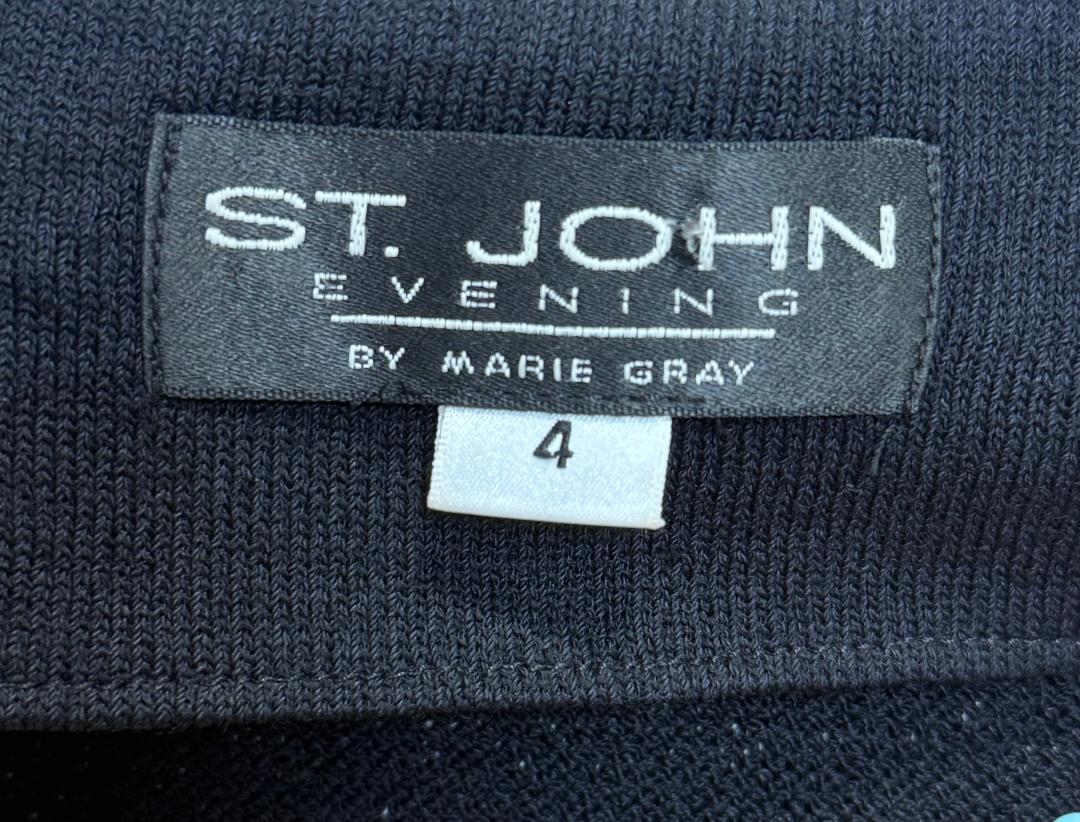 ST. JOHN
EVENING
BY MARIE GRAY
4